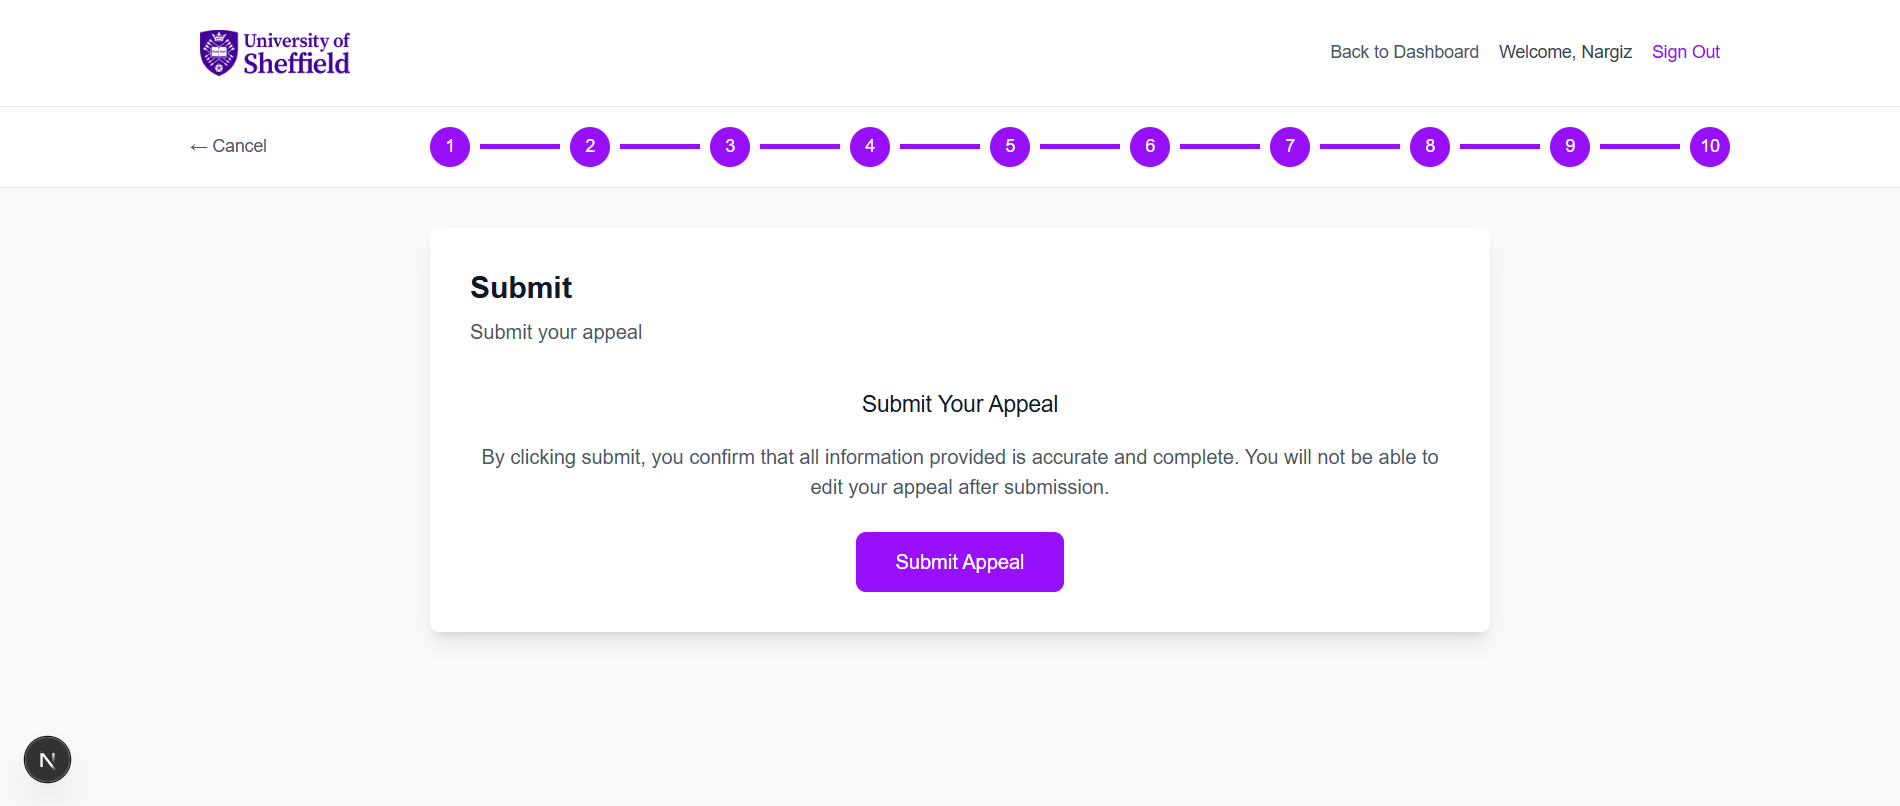 University of
Sheffield
Back to Dashboard Welcome, Nargiz Sign Out
← Cancel 1 2 3 4 5 6 7 8 9 10
Submit
Submit your appeal
Submit Your Appeal
By clicking submit, you confirm that all information provided is accurate and complete. You will not be able to
edit your appeal after submission.
Submit Appeal
N